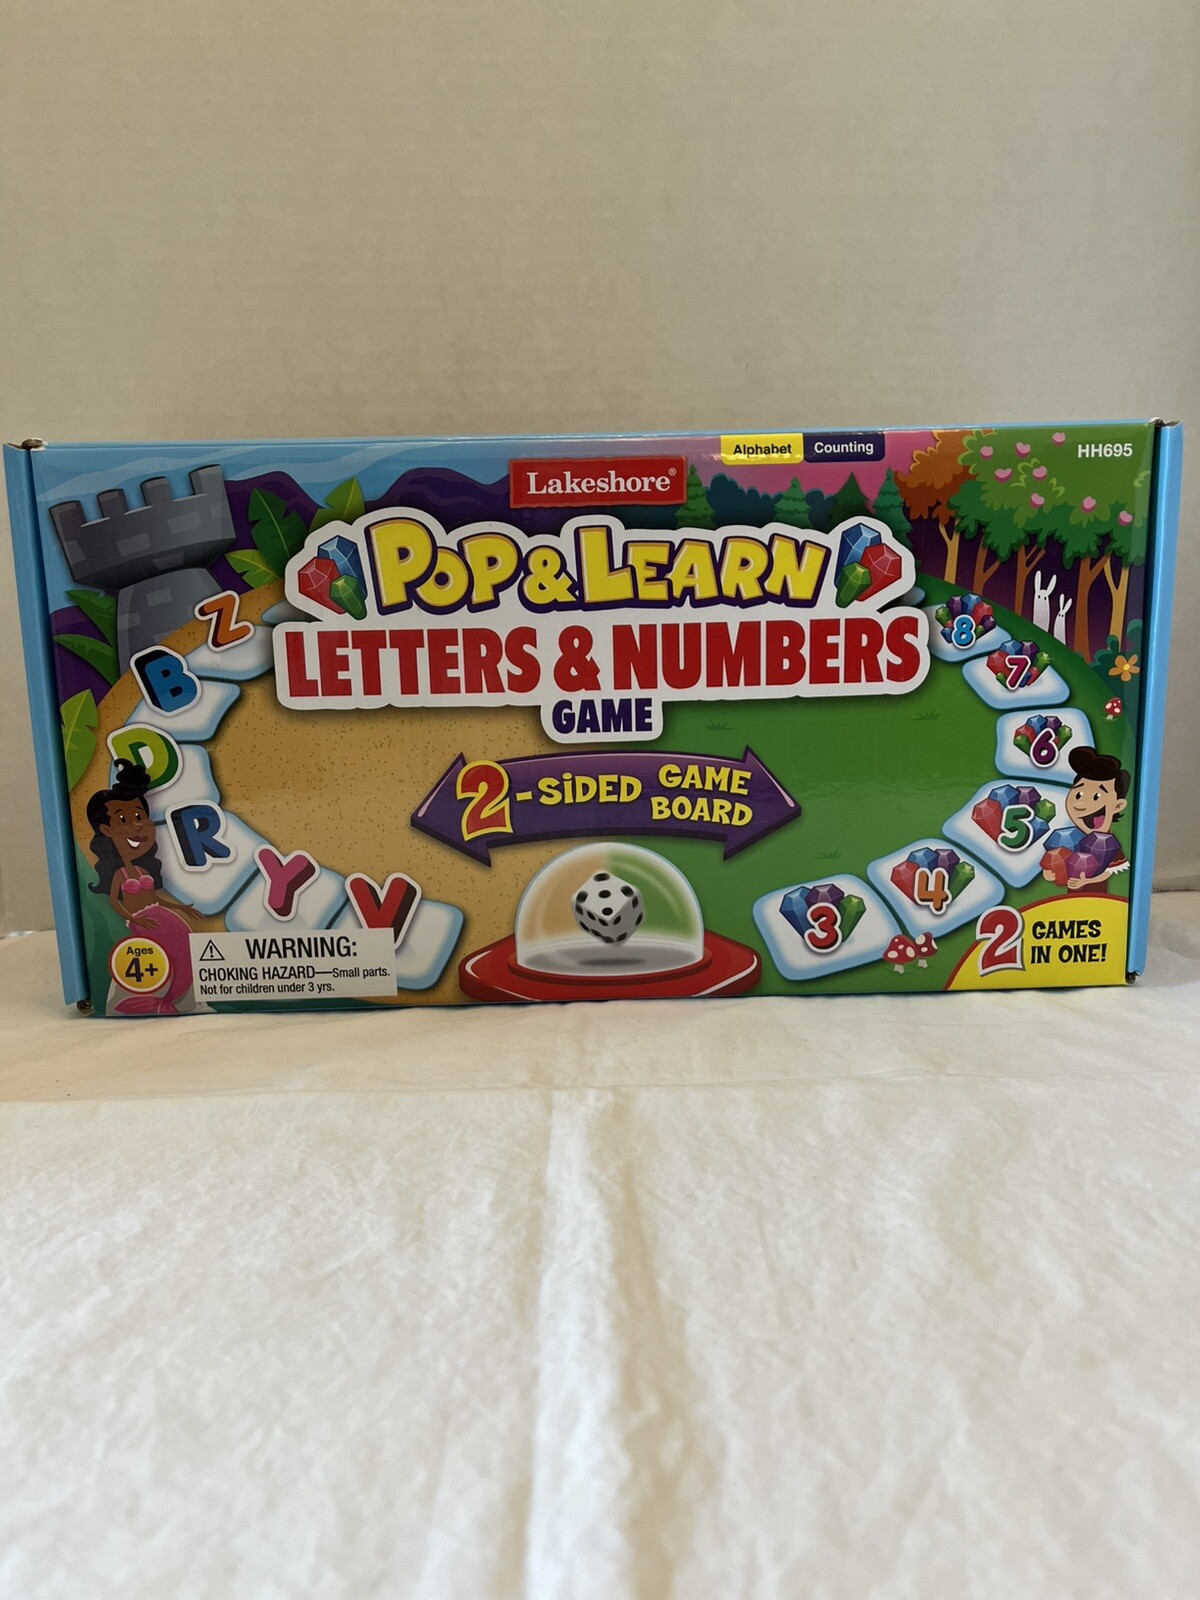 Alphabet Counting
HH695
Lakeshore®
POP & LEARN
LETTERS & NUMBERS
GAME
2-SiDED GAME BOARD
Z
B
D
R
Y
V
8
7
6
5
4
3
Ages
4+
WARNING:
CHOKING HAZARD—Small parts.
Not for children under 3 yrs.
2 GAMES
IN ONE!